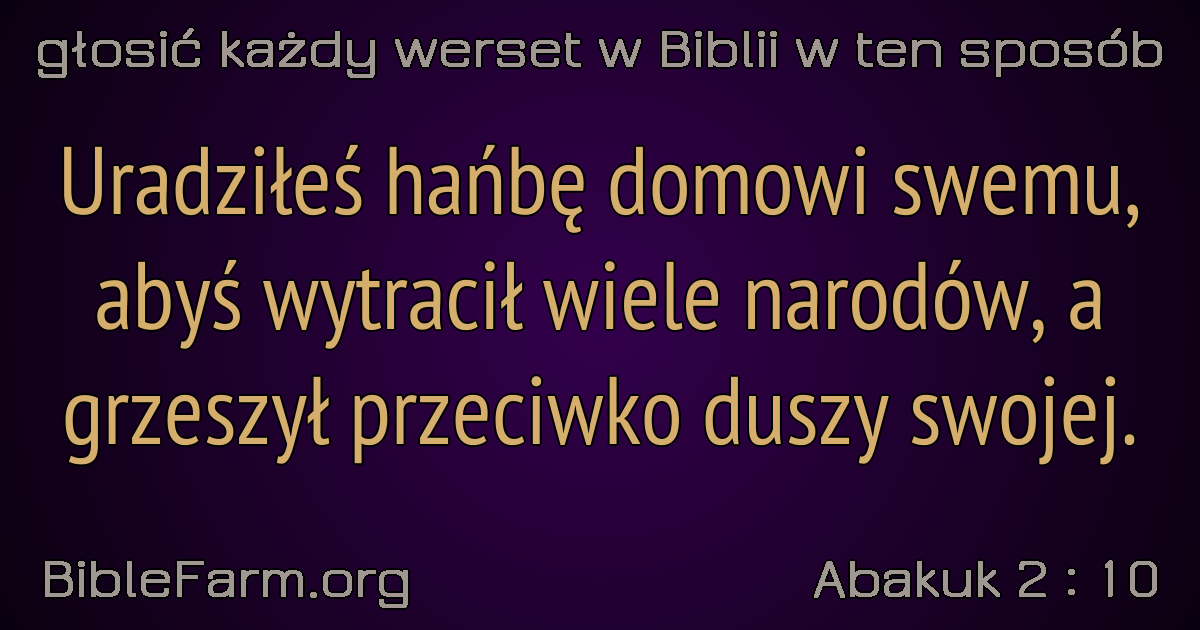 głosić każdy werset w Biblii w ten sposób
Uradziłeś hańbę domowi swemu,
abyś wytracił wiele narodów, a
grzeszył przeciwko duszy swojej.
BibleFarm.org
Abakuk 2 : 10